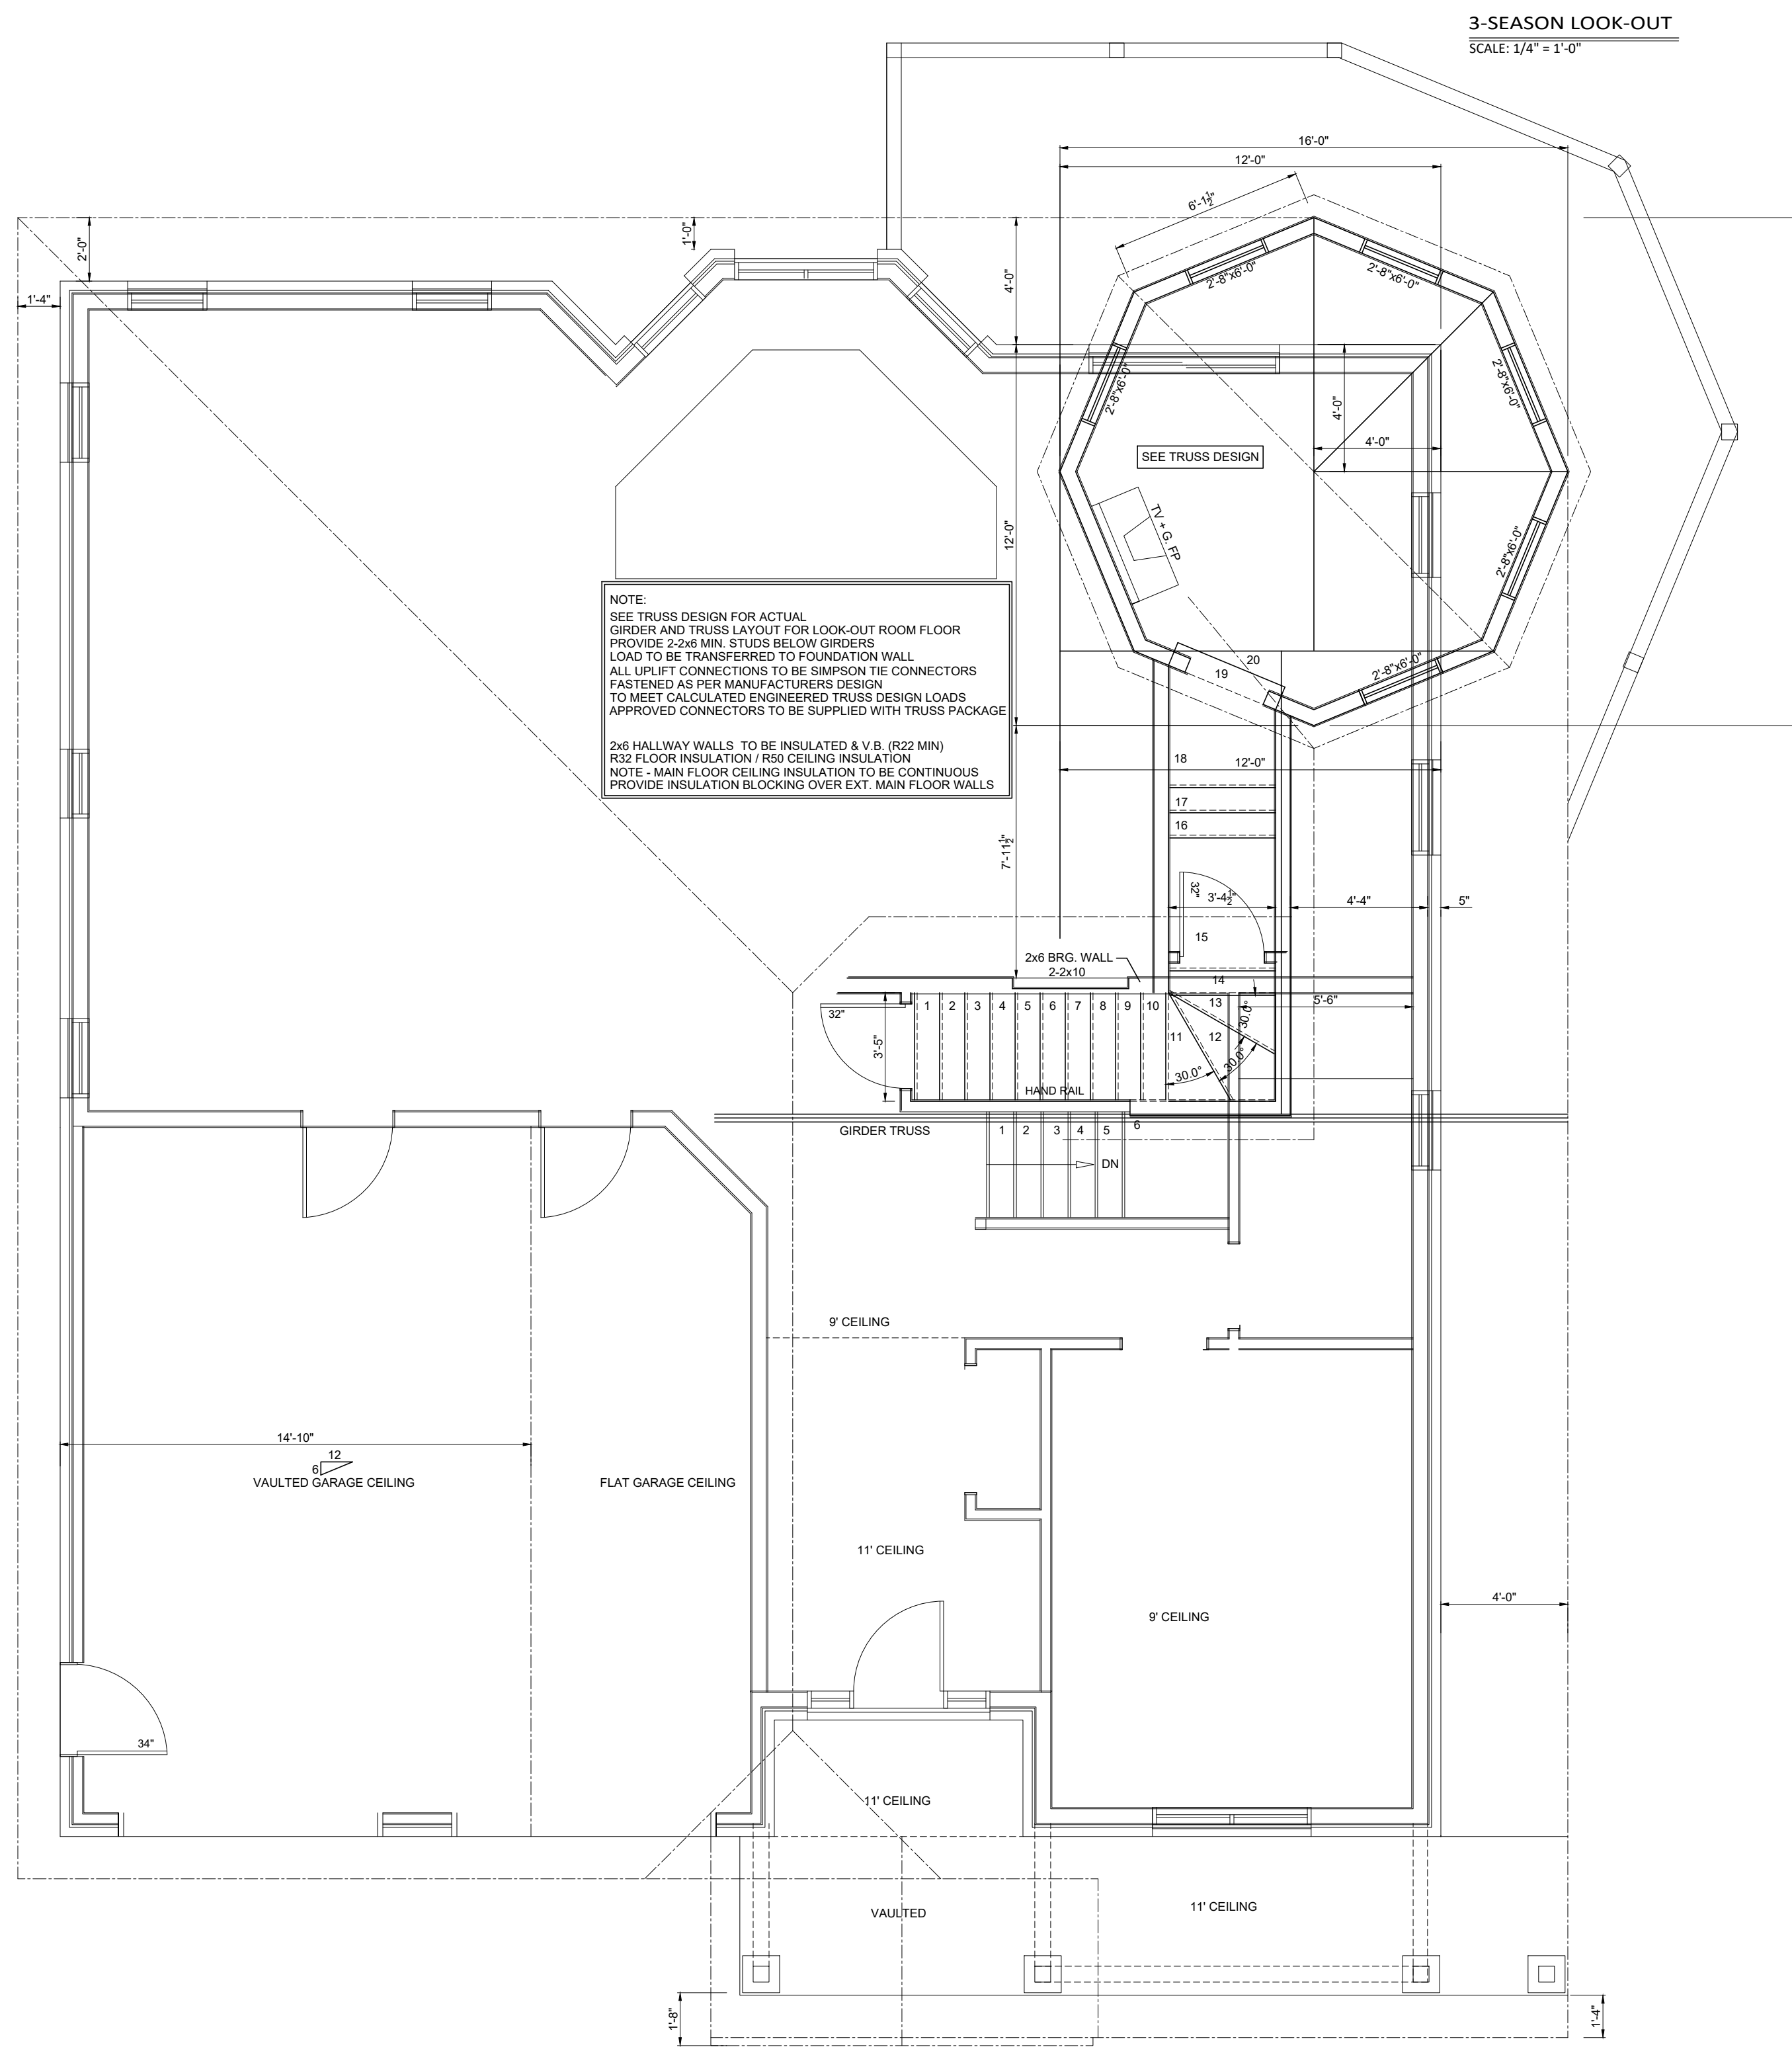 3-SEASON LOOK-OUT
SCALE: 1/4" = 1'-0"
16'-0"
12'-0"
6'-1½"
2'-0"
1'-0"
4'-0"
1'-4"
2'-8"x6'-0"
2'-8"x6'-0"
2'-8"x6'-0"
2'-8"x6'-0"
4'-0"
4'-0"
SEE TRUSS DESIGN
12'-0"
TV + G. FP
2'-8"x6'-0"
NOTE:
SEE TRUSS DESIGN FOR ACTUAL
GIRDER AND TRUSS LAYOUT FOR LOOK-OUT ROOM FLOOR
PROVIDE 2-2x6 MIN. STUDS BELOW GIRDERS
LOAD TO BE TRANSFERRED TO FOUNDATION WALL
ALL UPLIFT CONNECTIONS TO BE SIMPSON TIE CONNECTORS
FASTENED AS PER MANUFACTURERS DESIGN
TO MEET CALCULATED ENGINEERED TRUSS DESIGN LOADS
APPROVED CONNECTORS TO BE SUPPLIED WITH TRUSS PACKAGE
2x6 HALLWAY WALLS TO BE INSULATED & V.B. (R22 MIN)
R32 FLOOR INSULATION / R50 CEILING INSULATION
NOTE - MAIN FLOOR CEILING INSULATION TO BE CONTINUOUS
PROVIDE INSULATION BLOCKING OVER EXT. MAIN FLOOR WALLS
20
19
2'-8"x6'-0"
18
12'-0"
17
16
7'-11½"
32"
3'-4½"
4'-4"
5"
15
2x6 BRG. WALL
2-2x10
14
1 2 3 4 5 6 7 8 9 10
13
5'-6"
32"
30.0°
3'-5"
11
12
30.0°
30.0°
HAND RAIL
GIRDER TRUSS
1 2 3 4 5 6
DN
9' CEILING
14'-10"
12
6
VAULTED GARAGE CEILING
FLAT GARAGE CEILING
11' CEILING
4'-0"
9' CEILING
34"
11' CEILING
VAULTED
11' CEILING
1'-8"
1'-4"